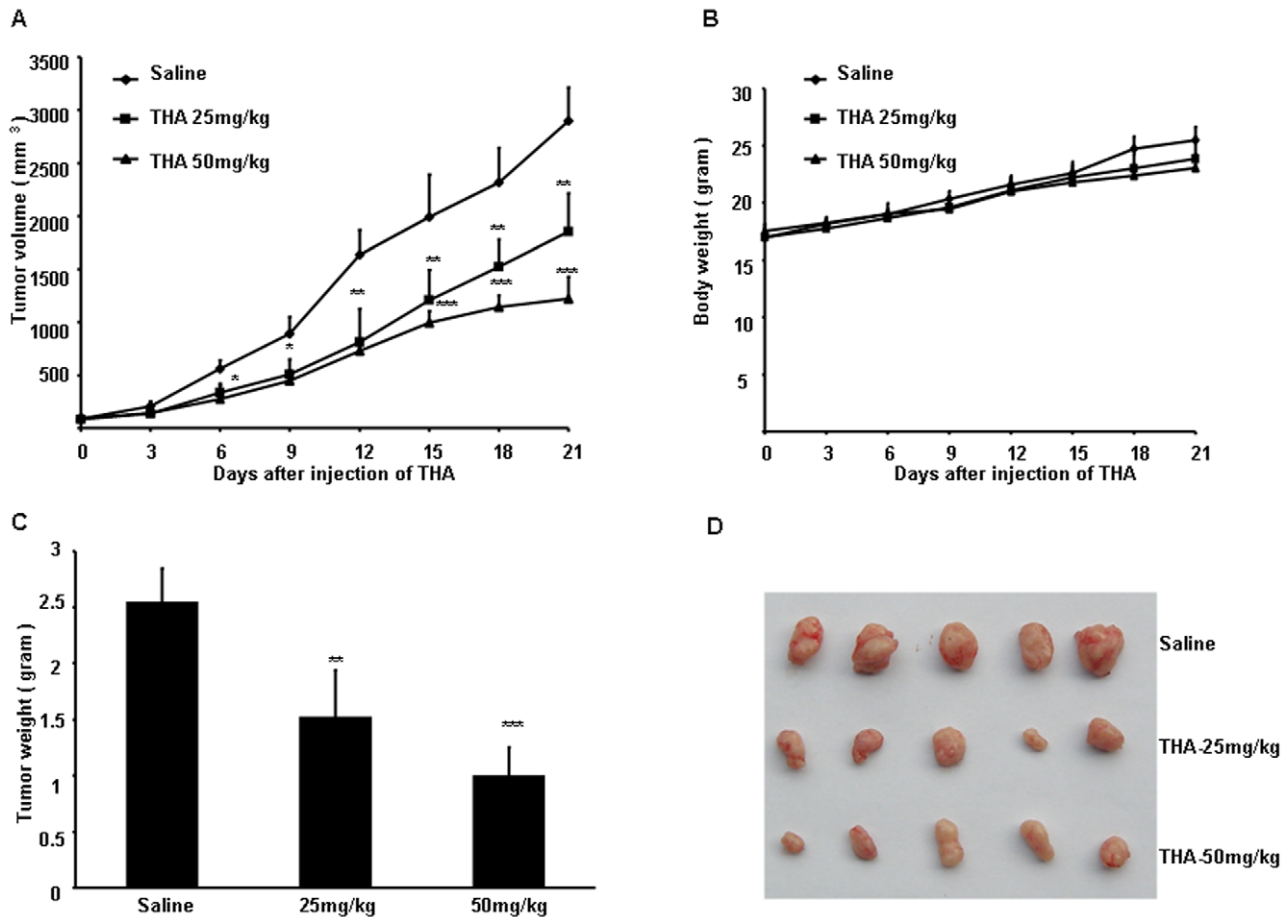 A
Tumor volume ( mm 3 )
3500
3000
2500
2000
1500
1000
500
Saline
THA 25mg/kg
THA 50mg/kg
*
*
**
**
***
**
***
**
***
0 3 6 9 12 15 18 21
Days after injection of THA
B
Body weight ( gram )
30
25
20
15
10
5
Saline
THA 25mg/kg
THA 50mg/kg
0 3 6 9 12 15 18 21
Days after injection of THA
C
Tumor weight ( gram )
3
2.5
2
1.5
1
0.5
0
**
***
Saline 25mg/kg 50mg/kg
D
Saline
THA-25mg/kg
THA-50mg/kg